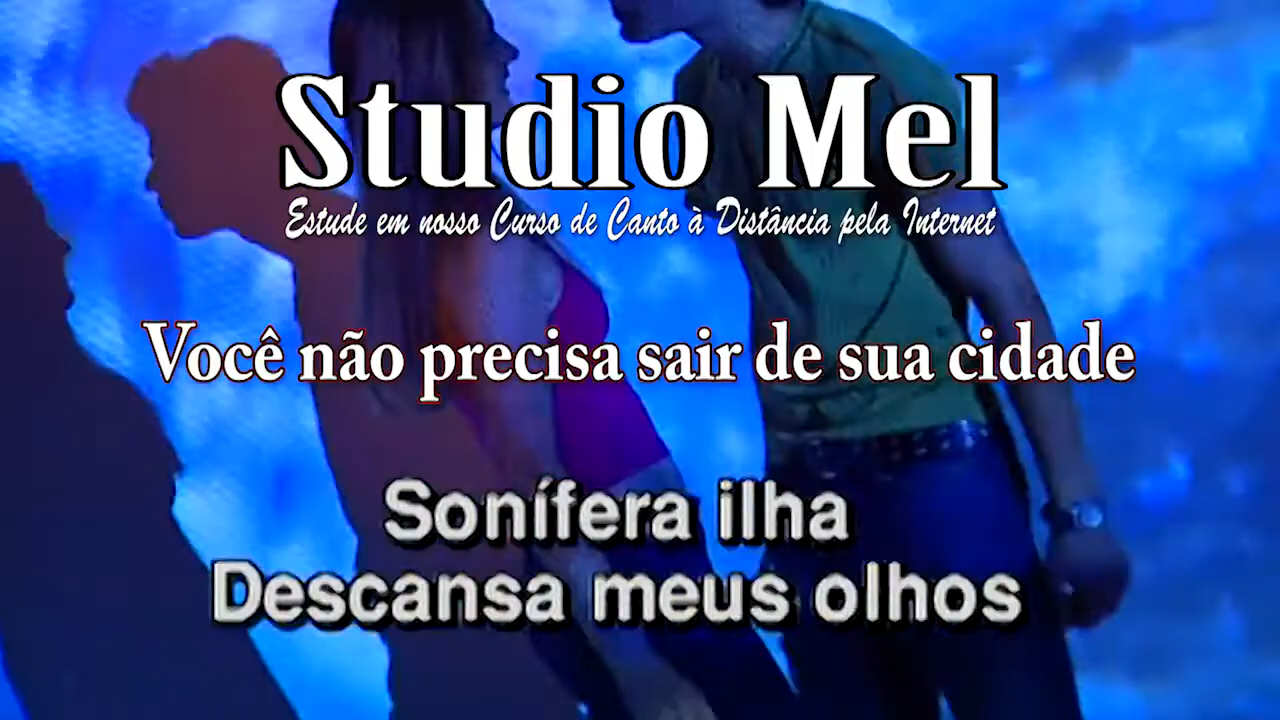 Studio Mel
Estude em nosso Curso de Canto à Distância pela Internet
Você não precisa sair de sua cidade
Sonífera ilha
Descansa meus olhos